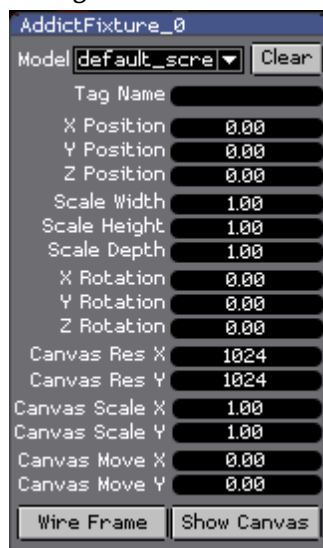 AddictFixture_0
Model default_scre Clear
Tag Name
X Position 0.00
Y Position 0.00
Z Position 0.00
Scale Width 1.00
Scale Height 1.00
Scale Depth 1.00
X Rotation 0.00
Y Rotation 0.00
Z Rotation 0.00
Canvas Res X 1024
Canvas Res Y 1024
Canvas Scale X 1.00
Canvas Scale Y 1.00
Canvas Move X 0.00
Canvas Move Y 0.00
Wire Frame Show Canvas